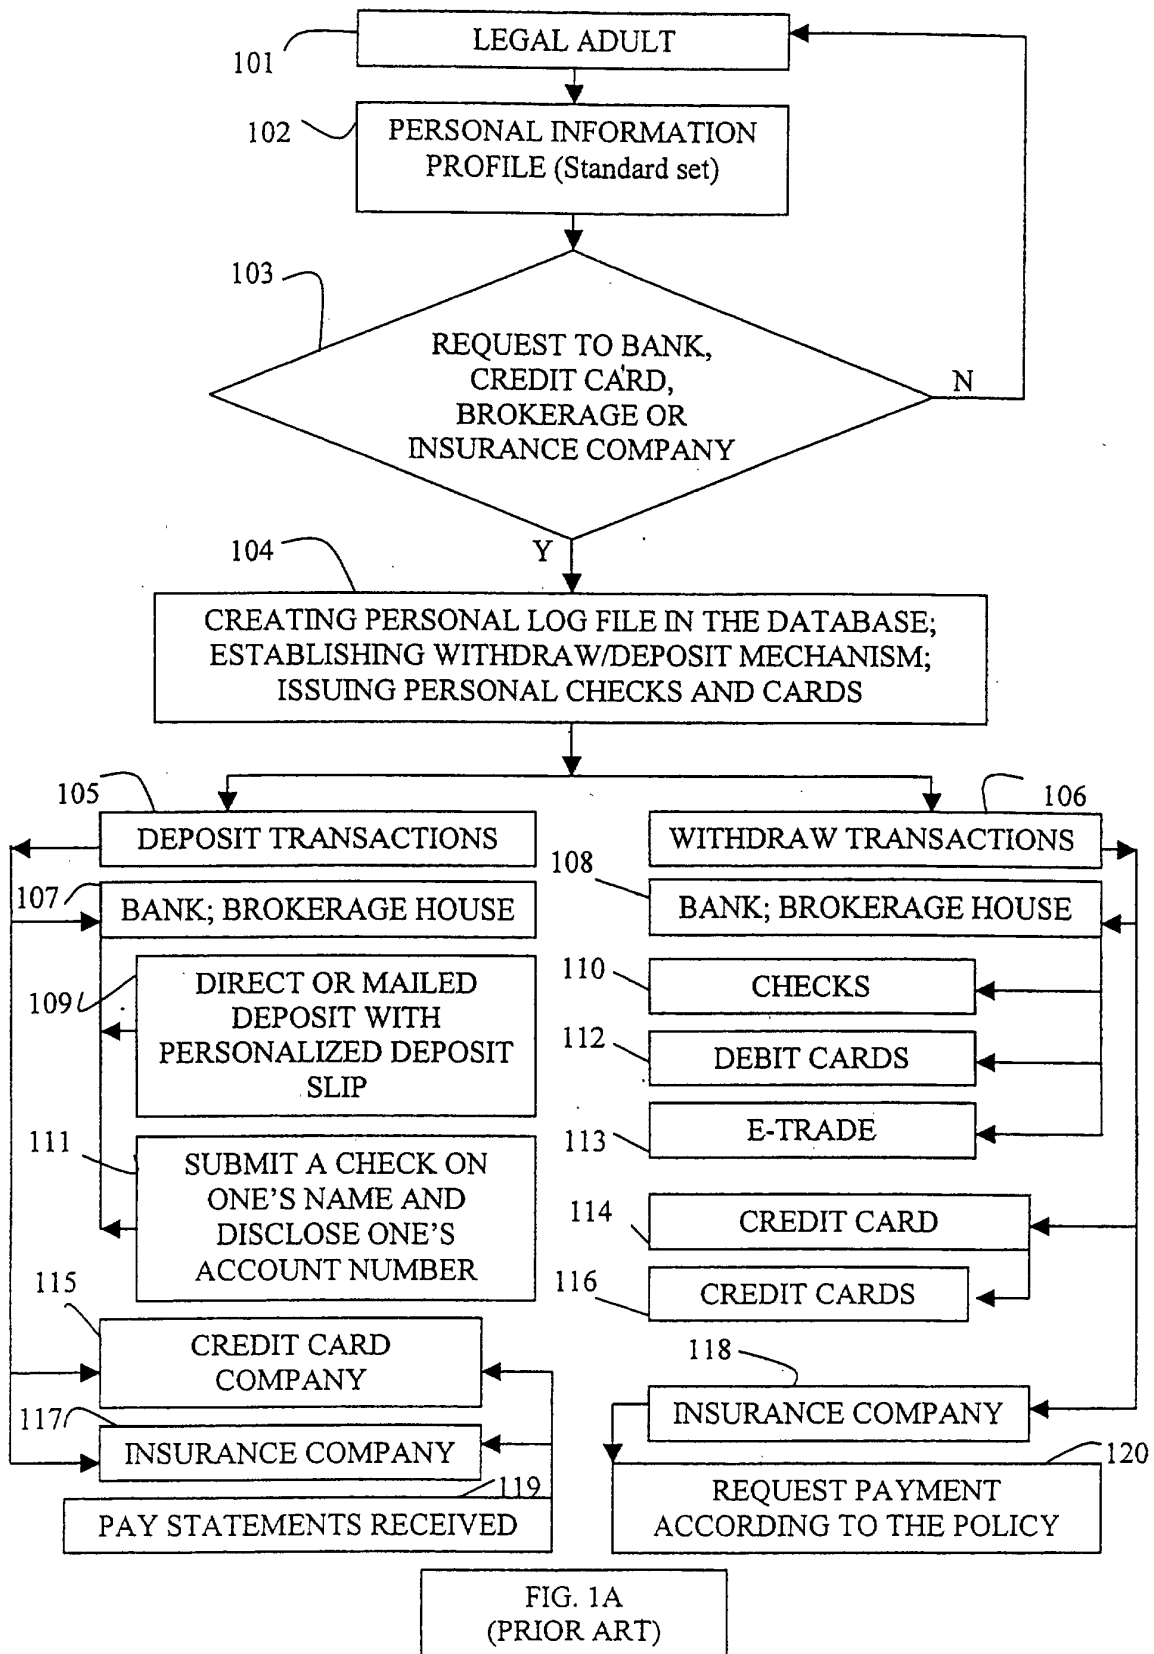 LEGAL ADULT
101
102
PERSONAL INFORMATION
PROFILE (Standard set)
103
REQUEST TO BANK,
CREDIT CARD,
BROKERAGE OR
INSURANCE COMPANY
N
Y
104
CREATING PERSONAL LOG FILE IN THE DATABASE;
ESTABLISHING WITHDRAW/DEPOSIT MECHANISM;
ISSUING PERSONAL CHECKS AND CARDS
105
DEPOSIT TRANSACTIONS
107
BANK; BROKERAGE HOUSE
109
DIRECT OR MAILED
DEPOSIT WITH
PERSONALIZED DEPOSIT
SLIP
111
SUBMIT A CHECK ON
ONE'S NAME AND
DISCLOSE ONE'S
ACCOUNT NUMBER
115
CREDIT CARD
COMPANY
117
INSURANCE COMPANY
119
PAY STATEMENTS RECEIVED
106
WITHDRAW TRANSACTIONS
108
BANK; BROKERAGE HOUSE
110
CHECKS
112
DEBIT CARDS
E-TRADE
113
114
CREDIT CARD
116
CREDIT CARDS
118
INSURANCE COMPANY
120
REQUEST PAYMENT
ACCORDING TO THE POLICY
FIG. 1A
(PRIOR ART)